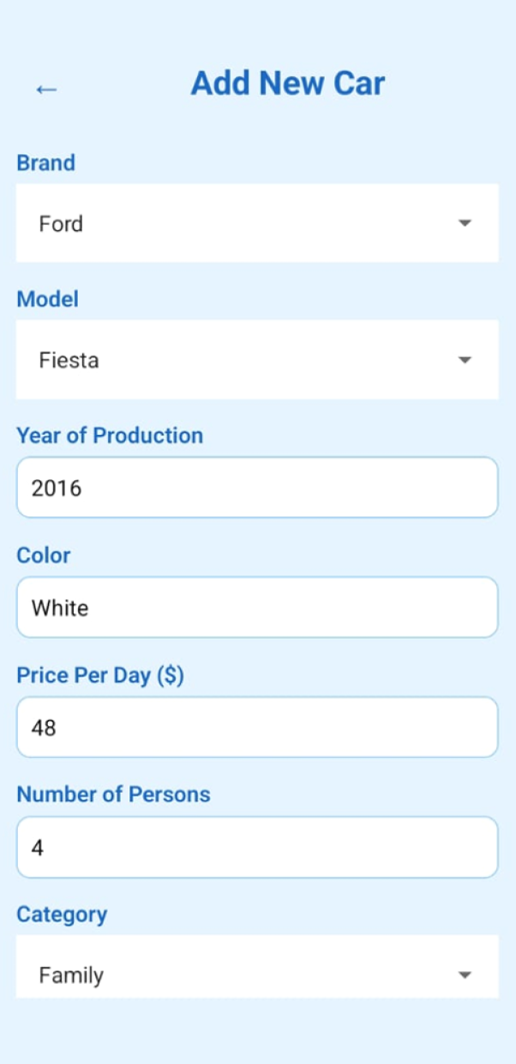 ←
Add New Car
Brand
Ford
Model
Fiesta
Year of Production
2016
Color
White
Price Per Day ($)
48
Number of Persons
4
Category
Family